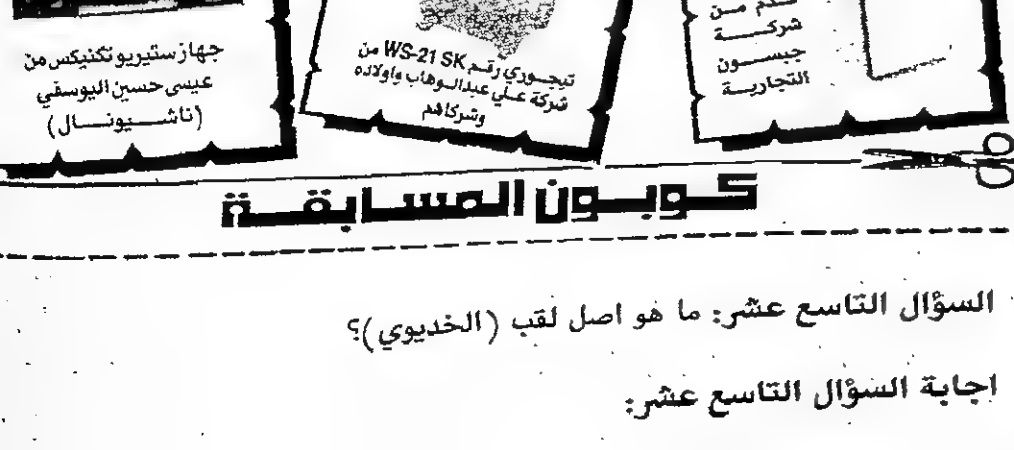 قدم من
شركة
جبسون
التجارية
تيجوري رقم WS-21 SK من
شركة علي عبدالوهاب واولاده
وشركاهم
جهاز ستيريو تكنيكس من
عيسى حسين اليوسفي
(ناشيونال)
كوبون المسابقة
السؤال التاسع عشر: ما هو اصل لقب (الخديوي)؟
اجابة السؤال التاسع عشر: